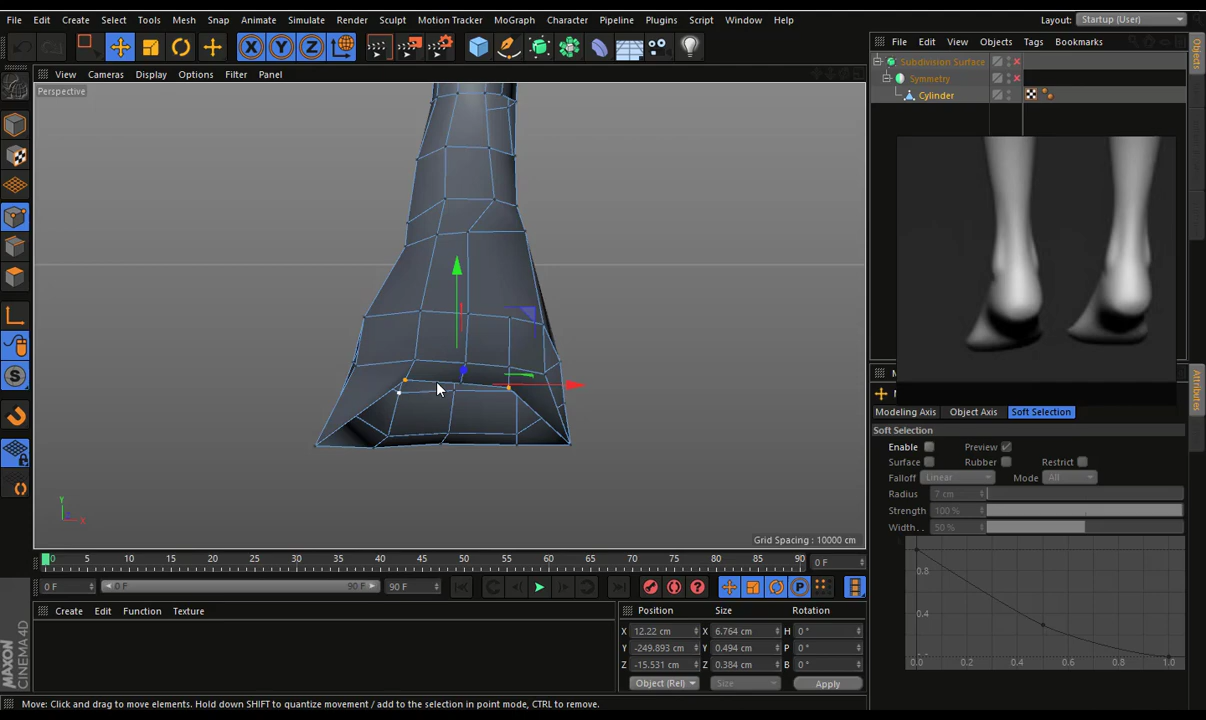 File Edit Create Select Tools Mesh Snap Animate Simulate Render Sculpt Motion Tracker MoGraph Character Pipeline Plugins Script Window Help Layout: Startup (User)
X Y Z
File Edit View Objects Tags Bookmarks
View Cameras Display Options Filter Panel
Perspective
Subdivision Surface
Symmetry
Cylinder
Objects
Attributes
Modeling Axis Object Axis Soft Selection
Soft Selection
Enable Preview
Surface Rubber Restrict
Falloff Linear Mode All
Radius 7 cm
Strength 100 %
Width . . 50 %
0.8
0.4
0.0 0.2 0.4 0.6 0.8 1.0
S
Y
X
Grid Spacing : 10000 cm
0 5 10 15 20 25 30 35 40 45 50 55 60 65 70 75 80 85 90 0 F
0 F 0 F 90 F 90 F
P
Create Edit Function Texture
Position Size Rotation
X 12.22 cm X 6.764 cm H 0 °
Y -249.893 cm Y 0.494 cm P 0 °
Z -15.531 cm Z 0.384 cm B 0 °
Object (Rel) Size Apply
MAXON CINEMA 4D
Move: Click and drag to move elements. Hold down SHIFT to quantize movement / add to the selection in point mode, CTRL to remove.